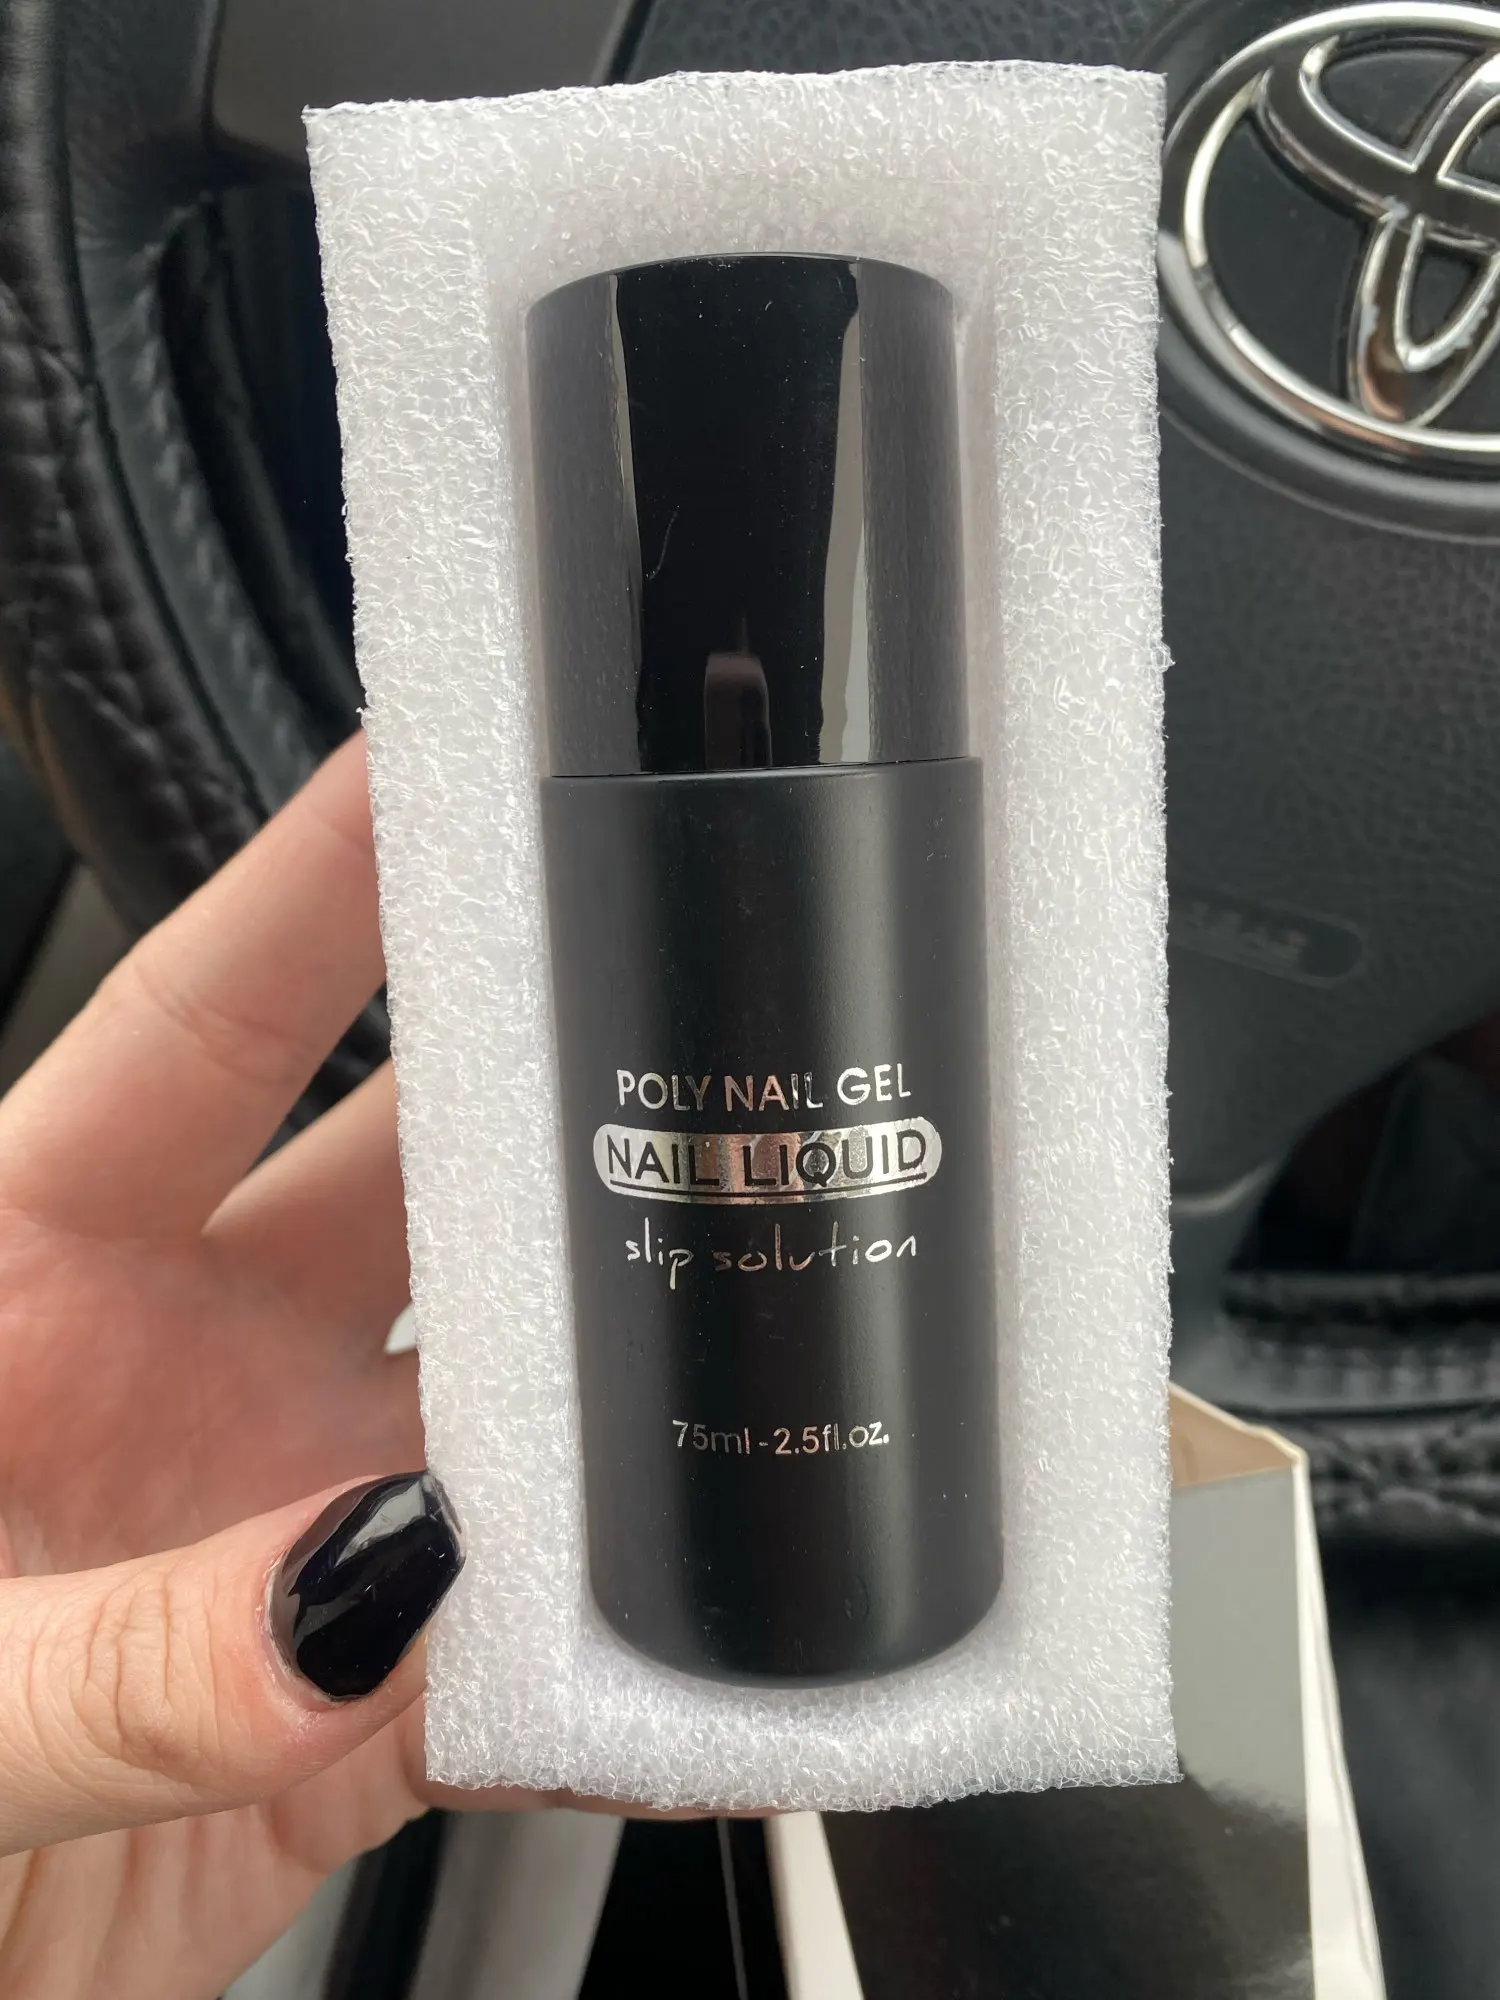 POLY NAIL GEL
NAIL LIQUID
slip solution
75ml-2.5fl.oz.